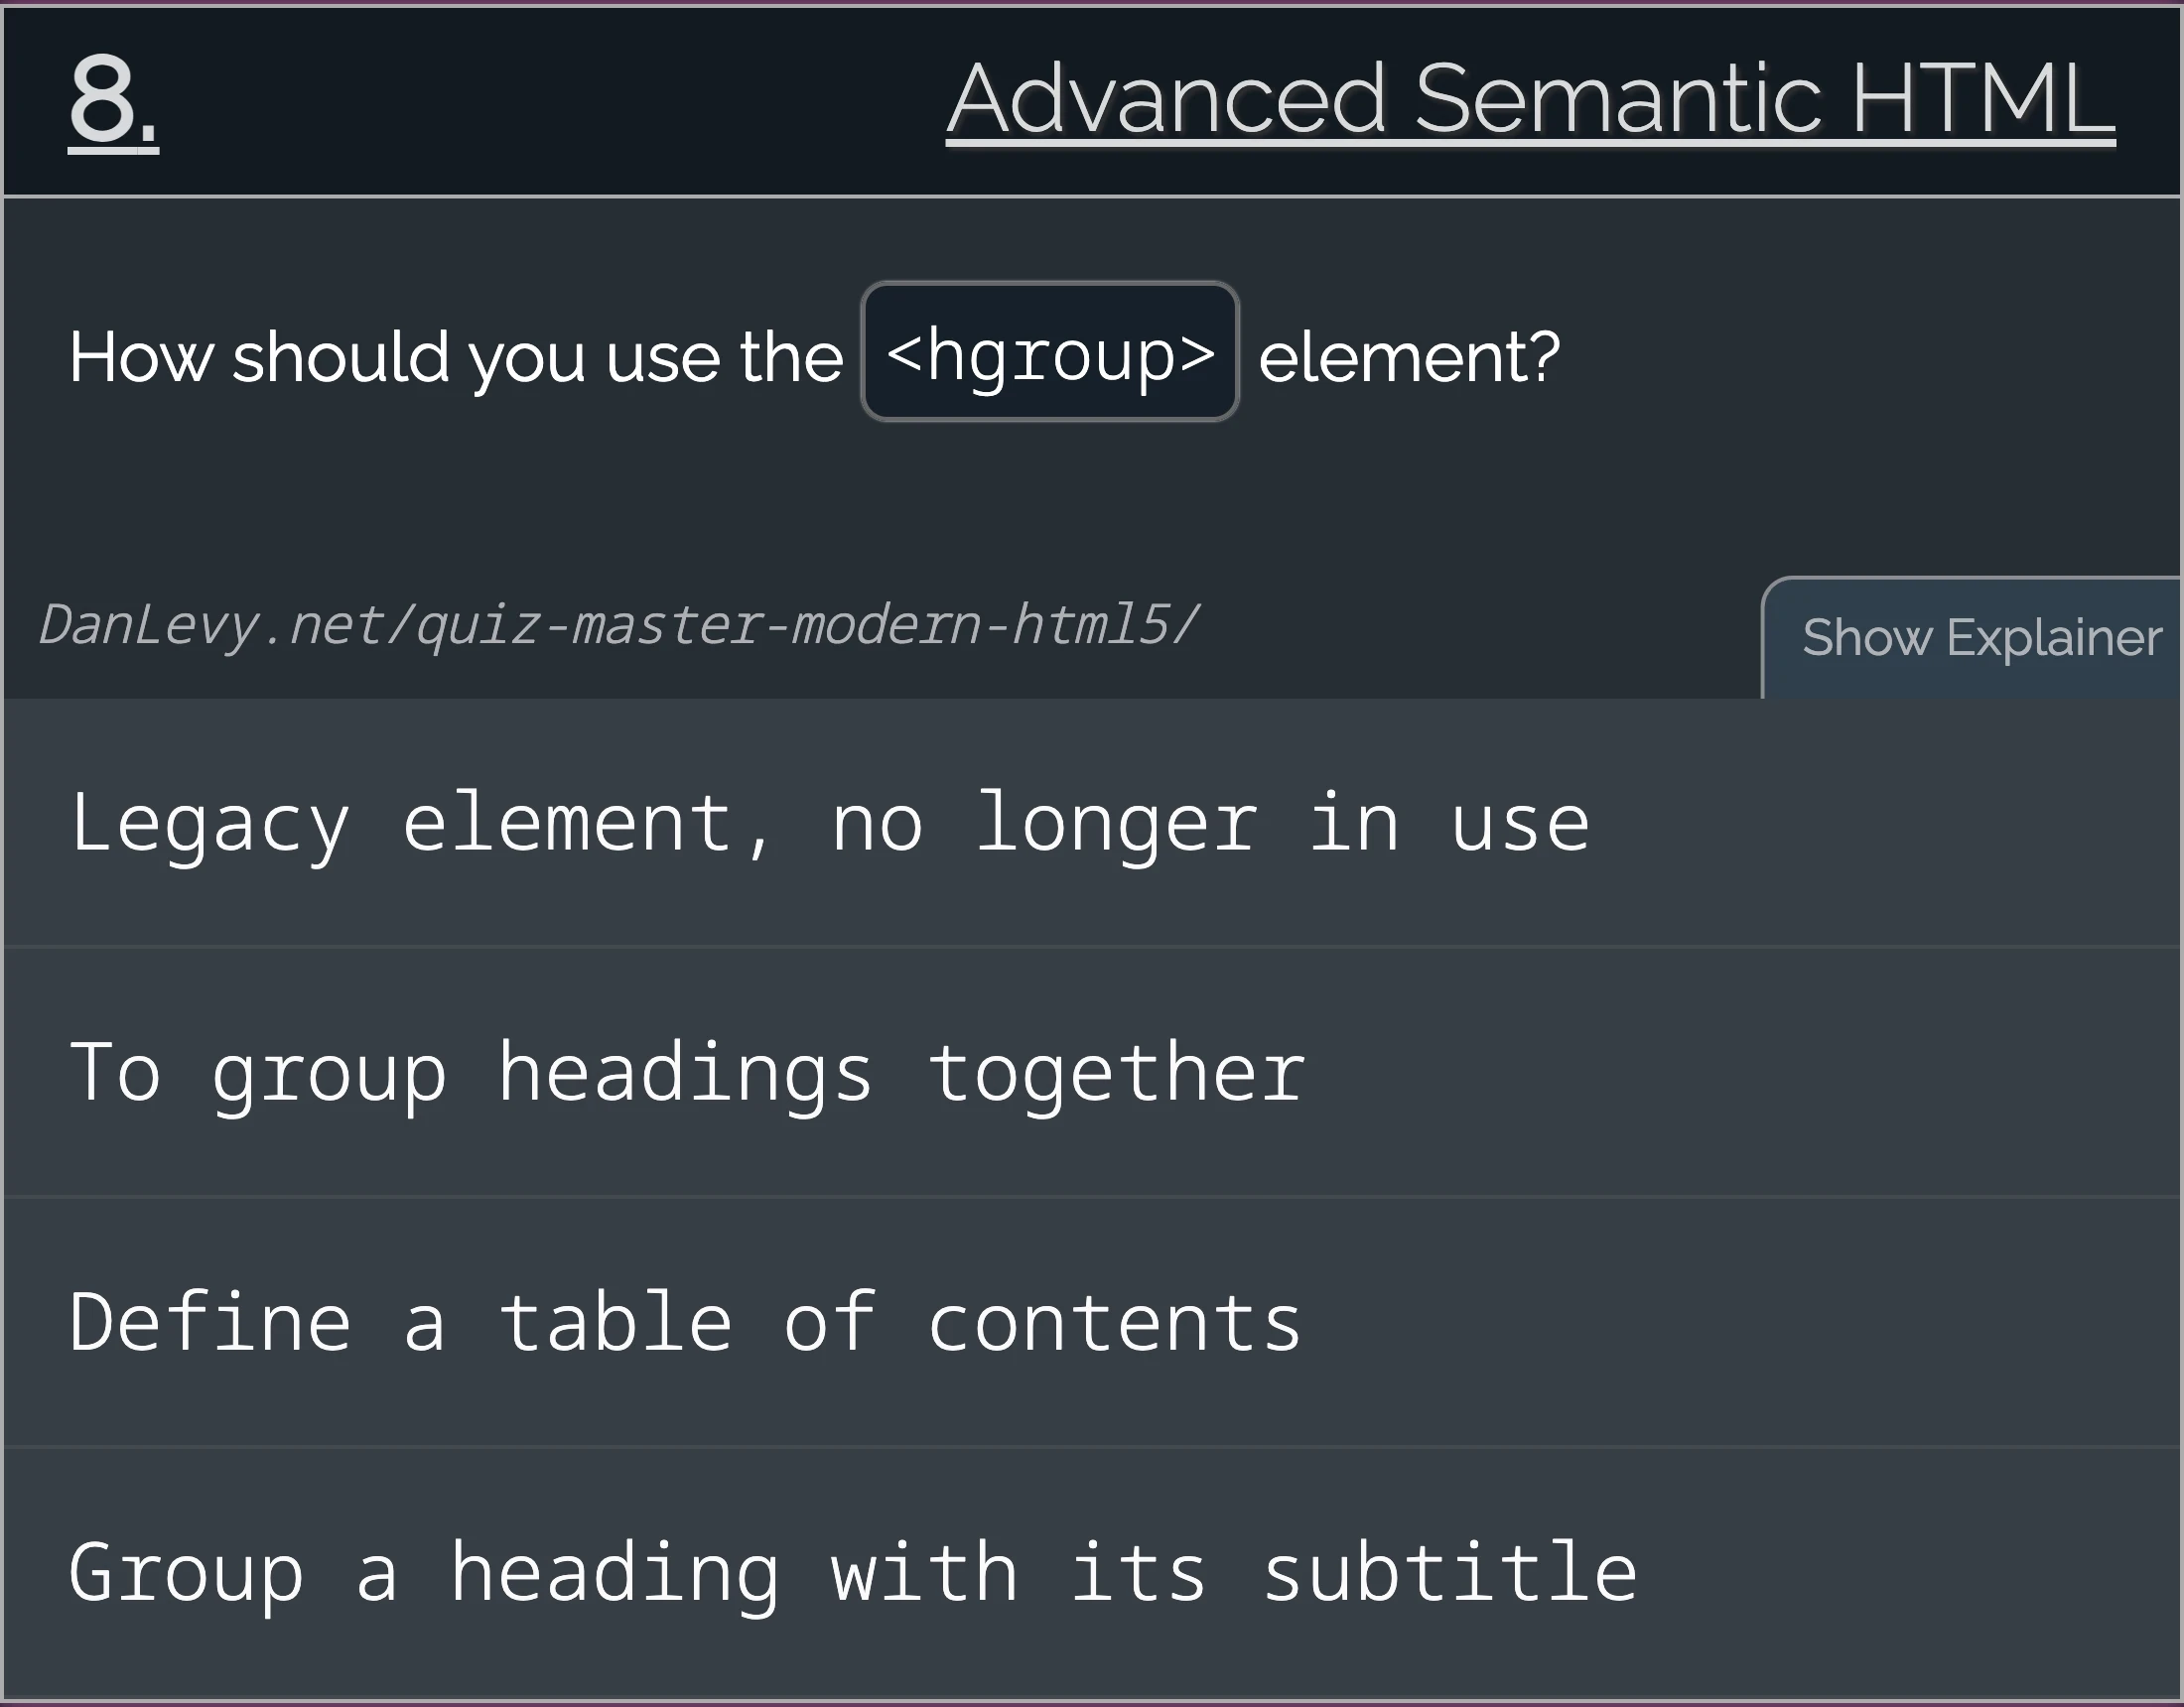 8.
Advanced Semantic HTML
How should you use the <hgroup> element?
DanLevy.net/quiz-master-modern-html5/
Show Explainer
Legacy element, no longer in use
To group headings together
Define a table of contents
Group a heading with its subtitle